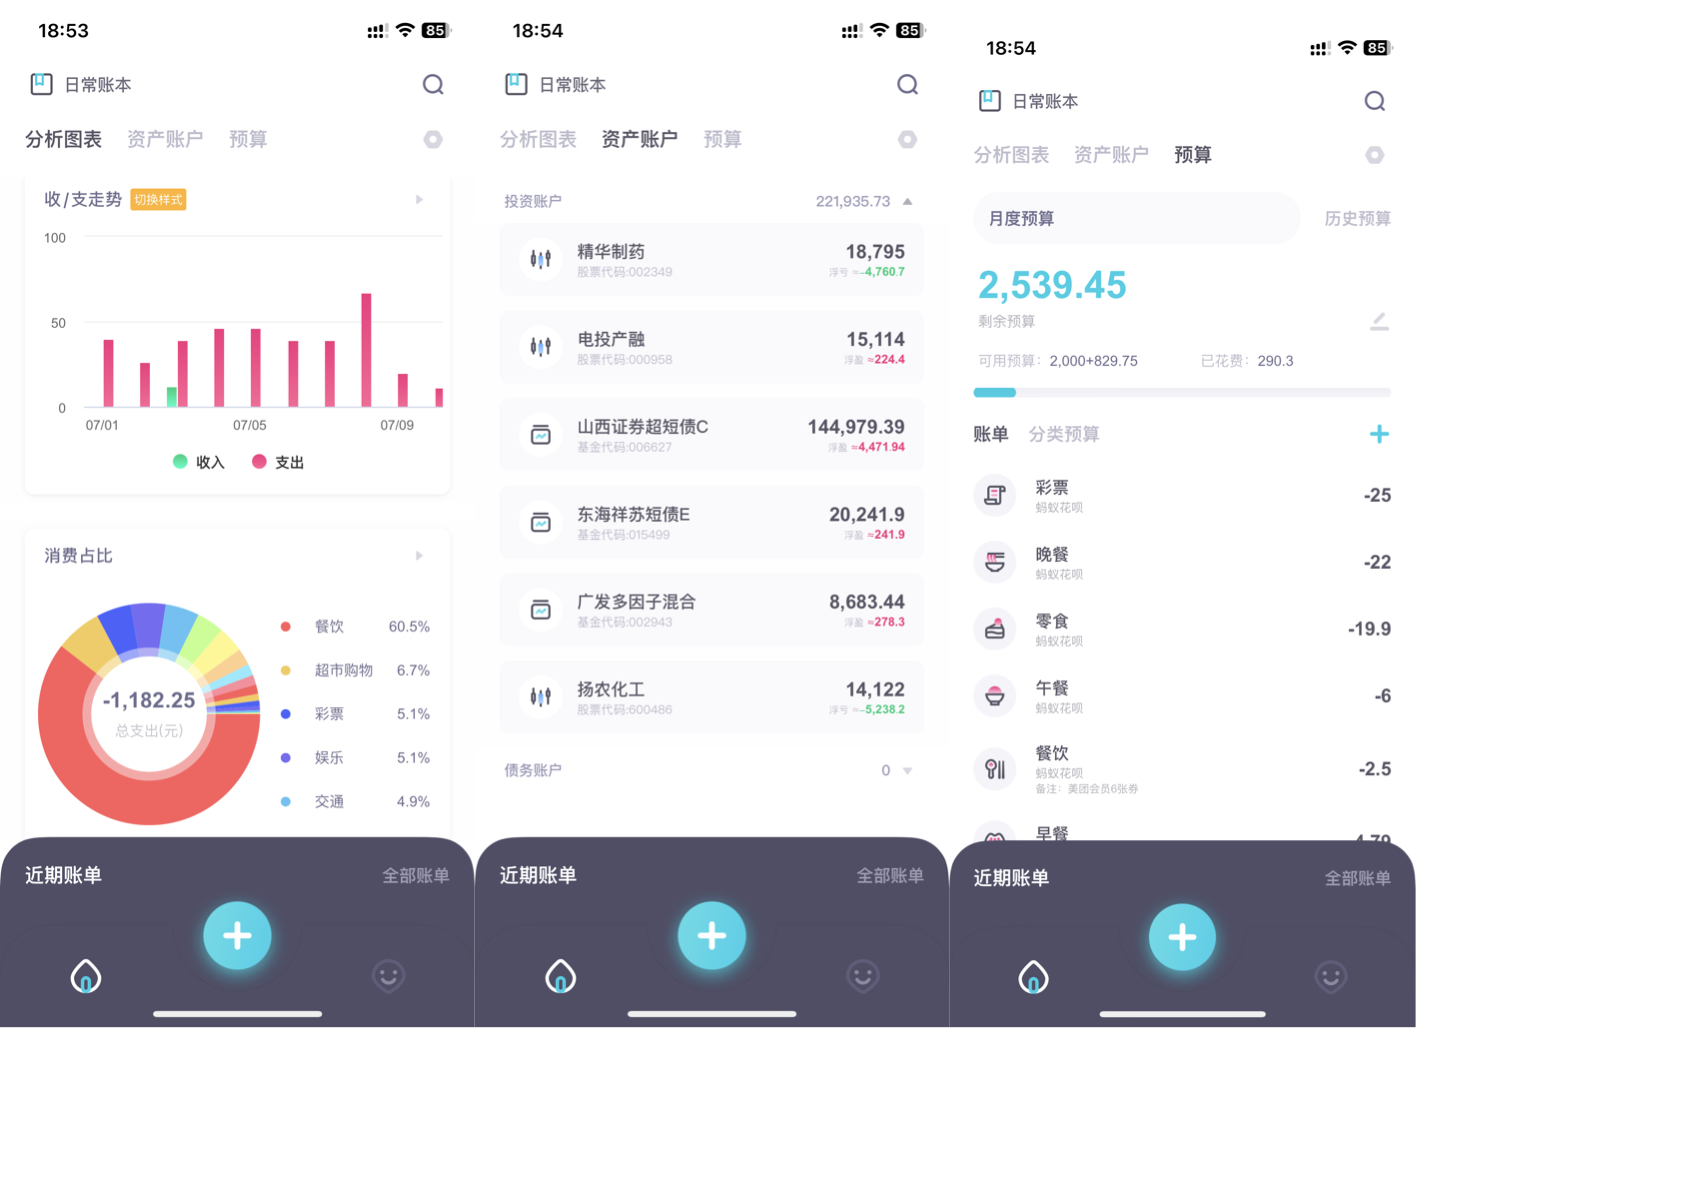 18:53
85
日常账本
分析图表 资产账户 预算
收/支走势 切换样式
100
50
0
07/01 07/05 07/09
收入 支出
消费占比
-1,182.25
总支出(元)
餐饮 60.5%
超市购物 6.7%
彩票 5.1%
娱乐 5.1%
交通 4.9%
近期账单 全部账单
18:54
85
日常账本
分析图表 资产账户 预算
投资账户 221,935.73
精华制药 18,795
股票代码:002349 浮亏 ≈-4,760.7
电投产融 15,114
股票代码:000958 浮盈 ≈224.4
山西证券超短债C 144,979.39
基金代码:006627 浮盈 ≈4,471.94
东海祥苏短债E 20,241.9
基金代码:015499 浮盈 ≈241.9
广发多因子混合 8,683.44
基金代码:002943 浮盈 ≈278.3
扬农化工 14,122
股票代码:600486 浮亏 ≈-5,238.2
债务账户 0
近期账单 全部账单
18:54
85
日常账本
分析图表 资产账户 预算
月度预算 历史预算
2,539.45
剩余预算
可用预算：2,000+829.75 已花费：290.3
账单 分类预算
彩票 -25
蚂蚁花呗
晚餐 -22
蚂蚁花呗
零食 -19.9
蚂蚁花呗
午餐 -6
蚂蚁花呗
餐饮 -2.5
蚂蚁花呗
备注：美团会员6张券
早餐
近期账单 全部账单